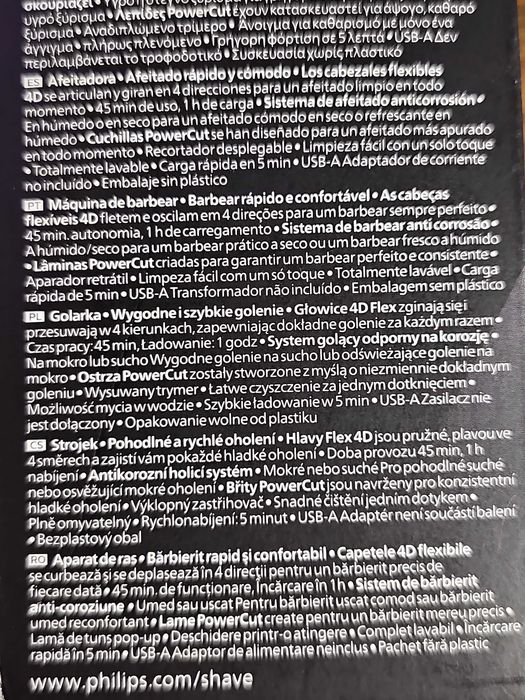 υγρό ξύρισμα • Λεπίδες PowerCut έχουν κατασκευαστεί για άψογο, καθαρό
ξύρισμα • Αναδιπλώμενο τρίμερ • Άνοιγμα για καθαρισμό με μόνο ένα
άγγιγμα • πλήρως πλενόμενο • Γρήγορη φόρτιση σε 5 λεπτά • USB-A Δεν
περιλαμβάνεται το τροφοδοτικό • Συσκευασία χωρίς πλαστικό
ES Afeitadora • Afeitado rápido y cómodo • Los cabezales flexibles
4D se articulan y giran en 4 direcciones para un afeitado limpio en todo
momento • 45 min de uso, 1 h de carga • Sistema de afeitado anticorrosión •
En húmedo o en seco para un afeitado cómodo en seco o refrescante en
húmedo • Cuchillas PowerCut se han diseñado para un afeitado más apurado
en todo momento • Recortador desplegable • Limpieza fácil con un solo toque
• Totalmente lavable • Carga rápida en 5 min • USB-A Adaptador de corriente
no incluido • Embalaje sin plástico
PT Máquina de barbear • Barbear rápido e confortável • As cabeças
flexíveis 4D fletem e oscilam em 4 direções para um barbear sempre perfeito •
45 min. autonomia, 1 h de carregamento • Sistema de barbear anti corrosão •
A húmido/seco para um barbear prático a seco ou um barbear fresco a húmido
• Lâminas PowerCut criadas para garantir um barbear perfeito e consistente •
Aparador retrátil • Limpeza fácil com um só toque • Totalmente lavável • Carga
rápida de 5 min • USB-A Transformador não incluído • Embalagem sem plástico
PL Golarka • Wygodne i szybkie golenie • Głowice 4D Flex zginają się i
przesuwają w 4 kierunkach, zapewniając dokładne golenie za każdym razem •
Czas pracy: 45 min, Ładowanie: 1 godz • System golący odporny na korozję •
Na mokro lub sucho Wygodne golenie na sucho lub odświeżające golenie na
mokro • Ostrza PowerCut zostały stworzone z myślą o niezmiennie dokładnym
goleniu • Wysuwany trymer • Łatwe czyszczenie za jednym dotknięciem •
Możliwość mycia w wodzie • Szybkie ładowanie w 5 min • USB-A Zasilacz nie
jest dołączony • Opakowanie wolne od plastiku
CS Strojek • Pohodlné a rychlé oholení • Hlavy Flex 4D jsou pružné, plavou ve
4 směrech a zajistí vám pokaždé hladké oholení • Doba provozu 45 min, 1 h
nabíjení • Antikorozní holicí systém • Mokré nebo suché Pro pohodlné suché
nebo osvěžující mokré oholení • Břity PowerCut jsou navrženy pro konzistentní
hladké oholení • Výklopný zastřihovač • Snadné čištění jedním dotykem •
Plně omyvatelný • Rychlonabíjení: 5 minut • USB-A Adaptér není součástí balení
• Bezplastový obal
RO Aparat de ras • Bărbierit rapid și confortabil • Capetele 4D flexibile
se curbează și se deplasează în 4 direcții pentru un bărbierit precis de
fiecare dată • 45 min. de funcționare, Încărcare în 1 h • Sistem de bărbierit
anti-coroziune • Umed sau uscat Pentru bărbierit uscat comod sau bărbierit
umed reconfortant • Lame PowerCut create pentru un bărbierit mereu precis •
Lamă de tuns pop-up • Deschidere printr-o atingere • Complet lavabil • Încărcare
rapidă în 5 min • USB-A Adaptor de alimentare neinclus • Pachet fără plastic
www.philips.com/shave